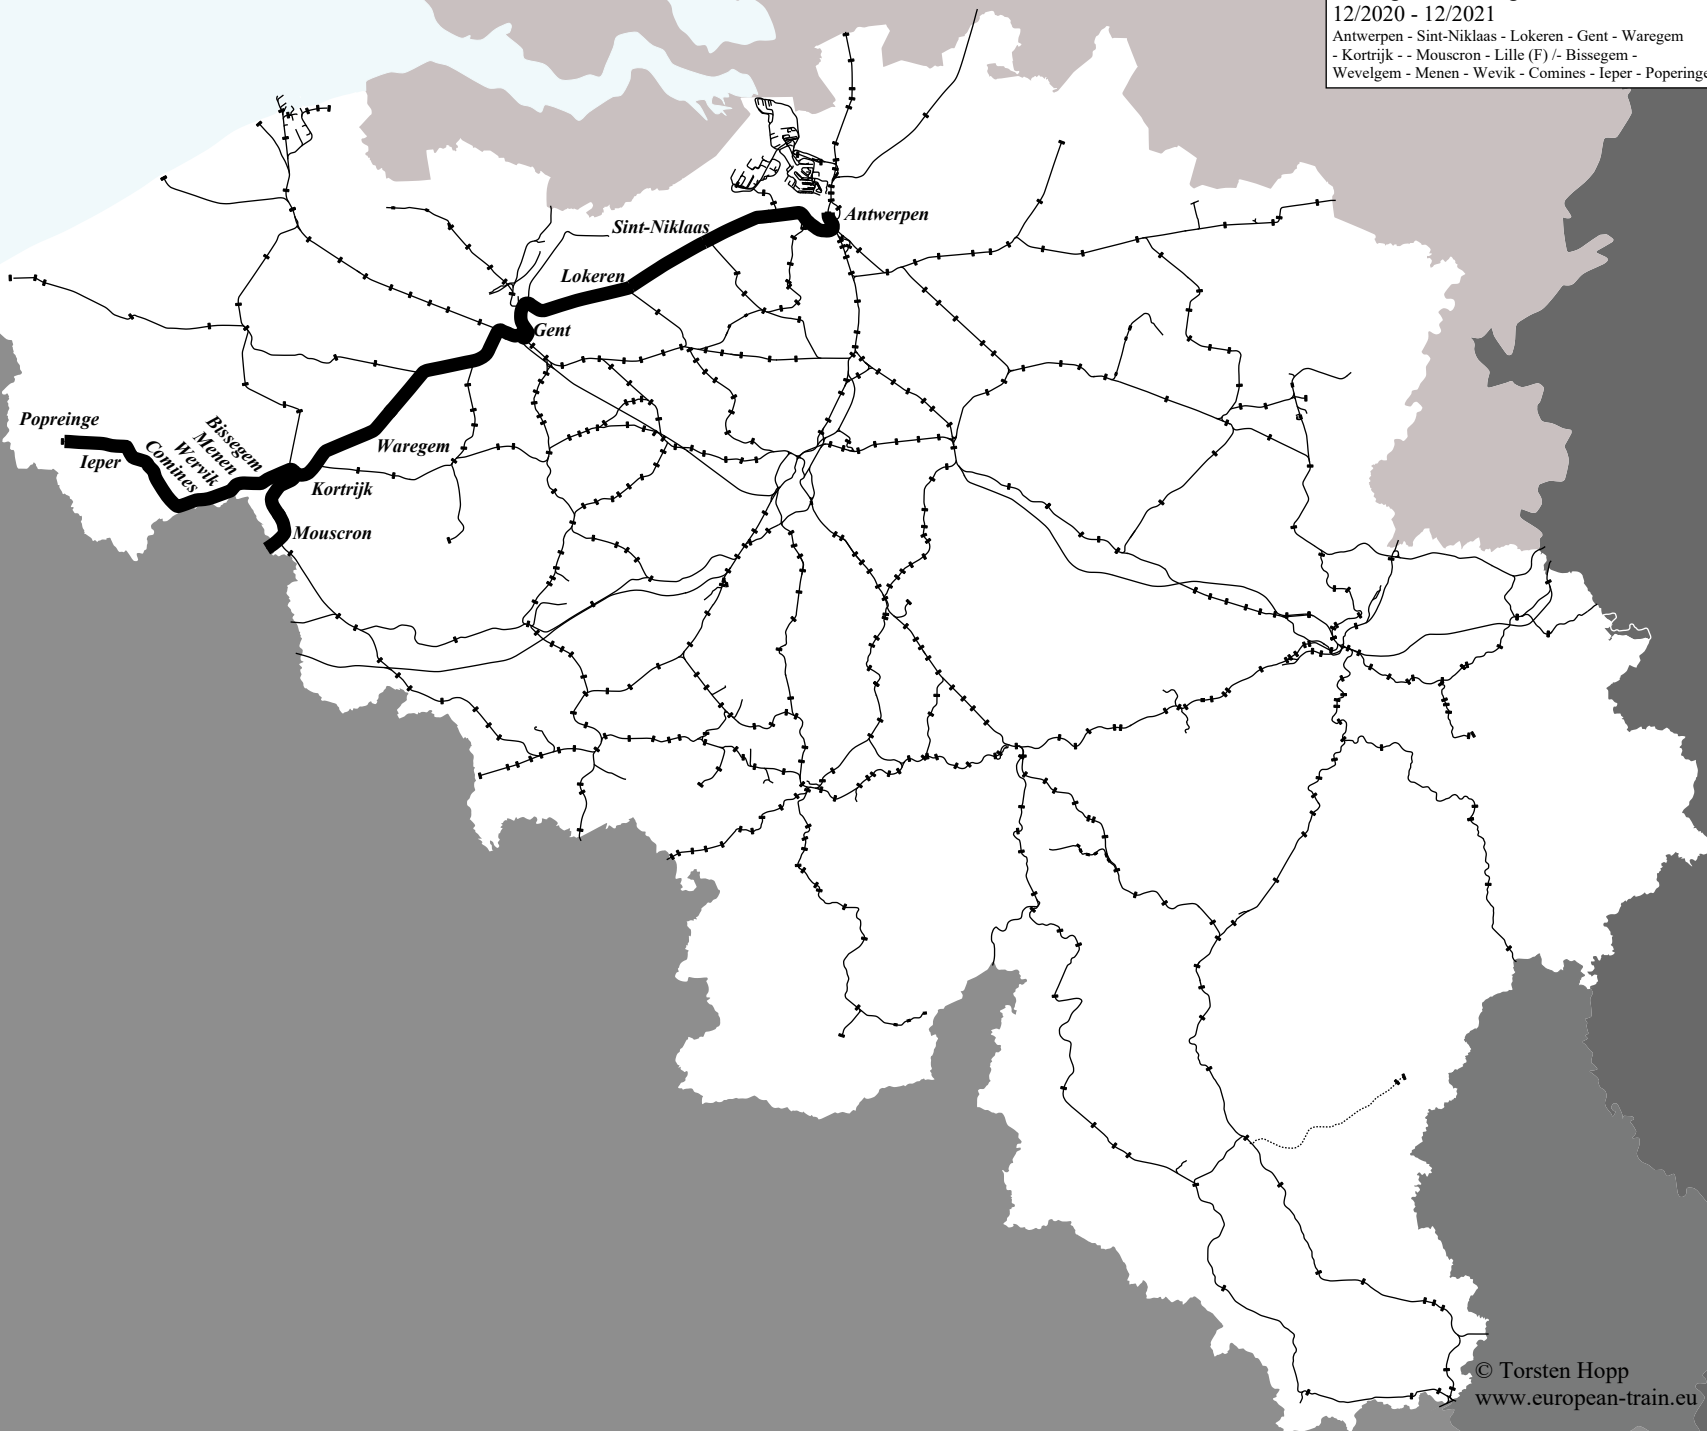 12/2020 - 12/2021
Antwerpen - Sint-Niklaas - Lokeren - Gent - Waregem
- Kortrijk - - Mouscron - Lille (F) /- Bissegem -
Wevelgem - Menen - Wevik - Comines - Ieper - Poperinge
Antwerpen
Sint-Niklaas
Lokeren
Gent
Popreinge
Ieper
Bissegem
Menen
Wervik
Comines
Waregem
Kortrijk
Mouscron
© Torsten Hopp
www.european-train.eu